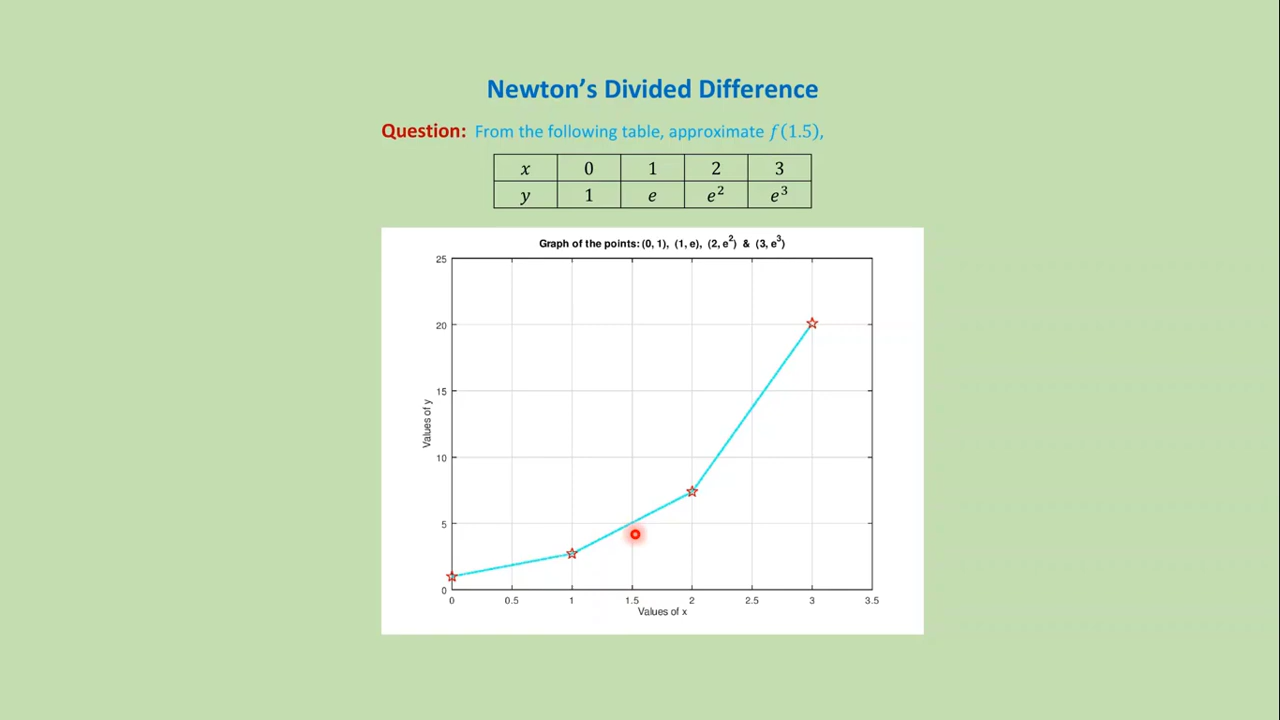 Newton's Divided Difference
Question: From the following table, approximate f(1.5),
x 0 1 2 3
y 1 e e² e³
Graph of the points: (0, 1), (1, e), (2, e²) & (3, e³)
25
20
15
10
5
0
Values of y
0 0.5 1 1.5 2 2.5 3 3.5
Values of x